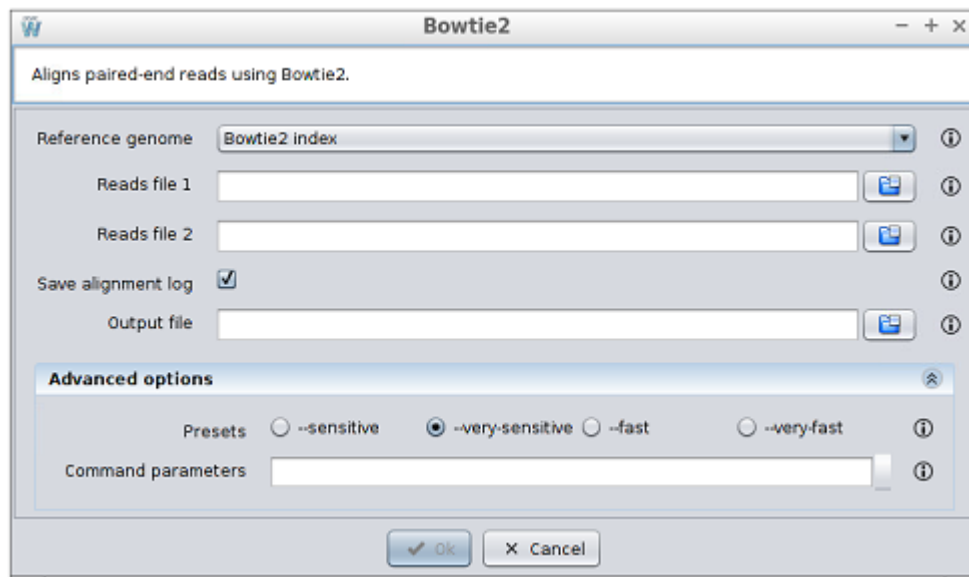 Bowtie2
Aligns paired-end reads using Bowtie2.
Reference genome Bowtie2 index
Reads file 1
Reads file 2
Save alignment log
Output file
Advanced options
Presets --sensitive --very-sensitive --fast --very-fast
Command parameters
Ok Cancel